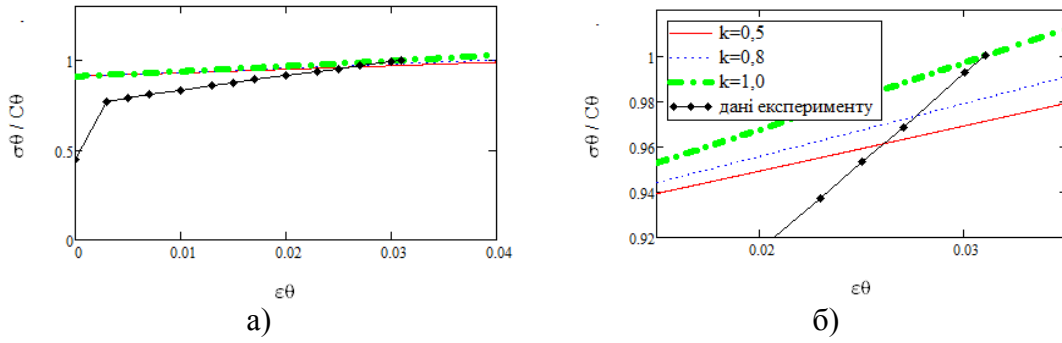 σθ / Cθ
1
0.5
0
0 0.01 0.02 0.03 0.04
εθ
а)
σθ / Cθ
1
0.98
0.96
0.94
0.92
k=0,5
k=0,8
k=1,0
дані експерименту
0.02 0.03
εθ
б)